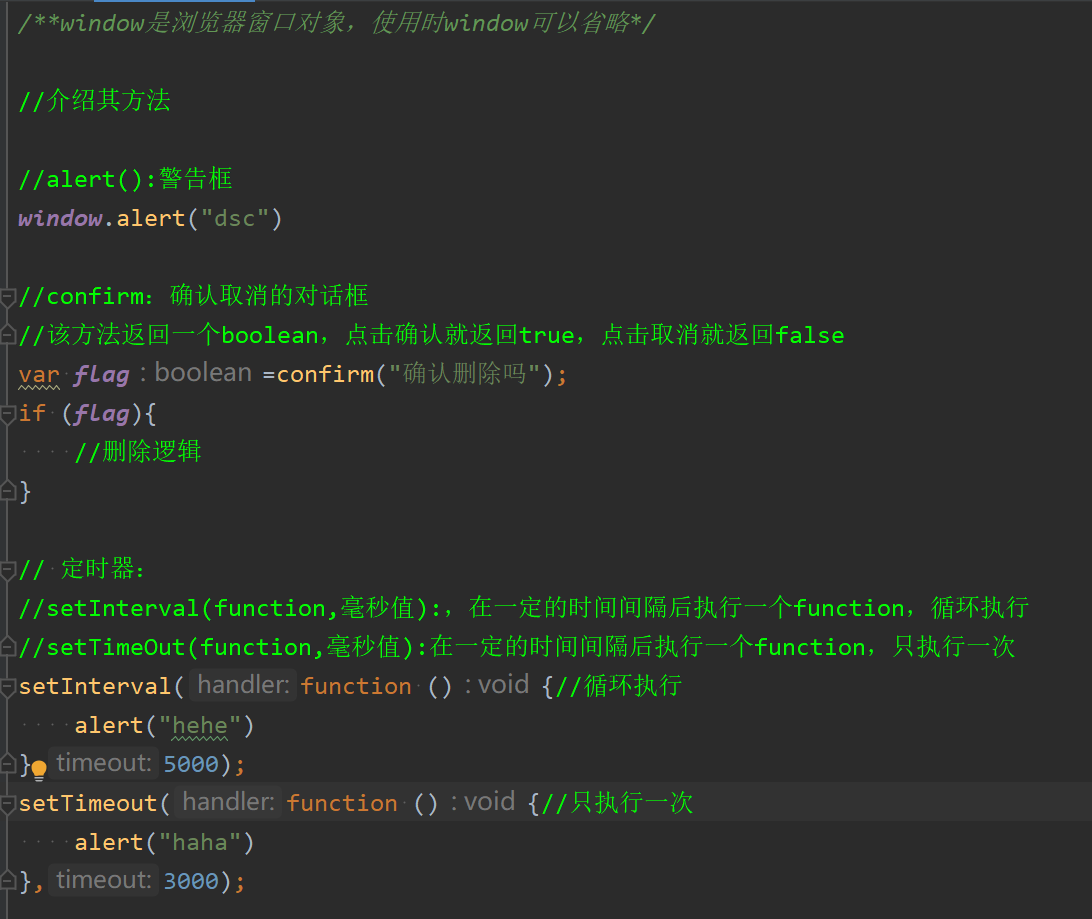 /**window是浏览器窗口对象，使用时window可以省略*/
//介绍其方法
//alert():警告框
window.alert("dsc")
//confirm：确认取消的对话框
//该方法返回一个boolean，点击确认就返回true，点击取消就返回false
var flag : boolean =confirm("确认删除吗");
if (flag){
//删除逻辑
}
// 定时器：
//setInterval(function,毫秒值):，在一定的时间间隔后执行一个function，循环执行
//setTimeOut(function,毫秒值):在一定的时间间隔后执行一个function，只执行一次
setInterval( handler: function () : void {//循环执行
alert("hehe")
} timeout: 5000);
setTimeout( handler: function () : void {//只执行一次
alert("haha")
}, timeout: 3000);